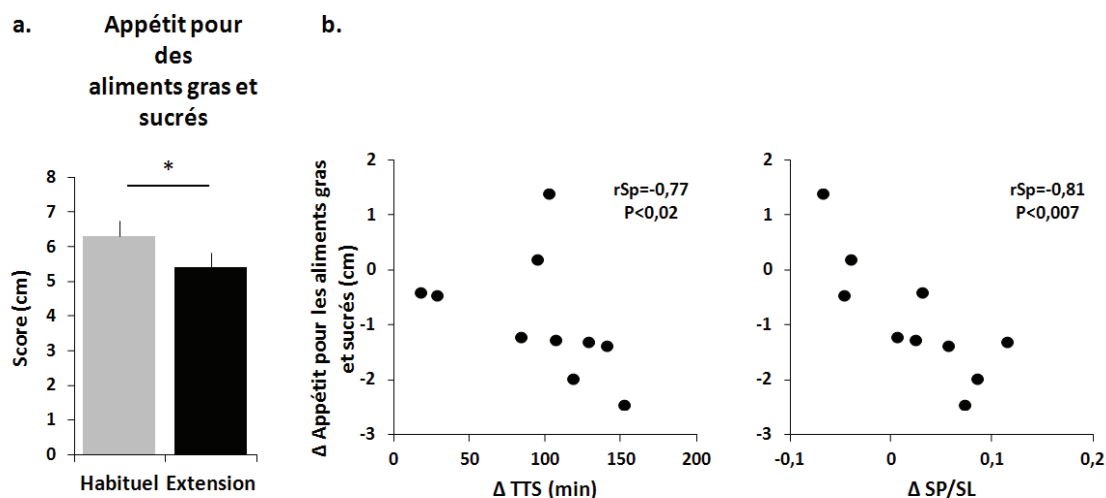 a.
Appétit pour
des
aliments gras et
sucrés
*
8
7
6
5
4
3
2
1
0
Score (cm)
Habituel Extension
b.
Δ Appétit pour les aliments gras
et sucrés (cm)
2
1
0
-1
-2
-3
rSp=-0,77
P<0,02
0 50 100 150 200
Δ TTS (min)
2
1
0
-1
-2
-3
rSp=-0,81
P<0,007
-0,1 0 0,1 0,2
Δ SP/SL